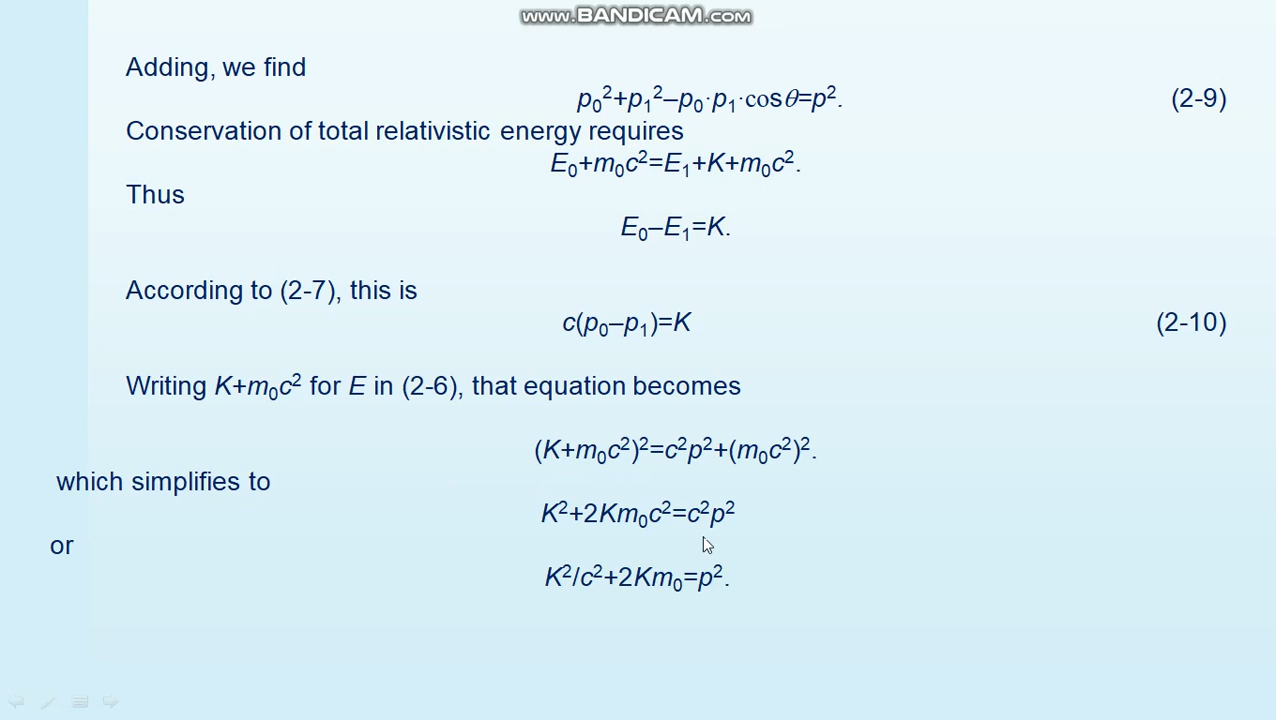 www.BANDICAM.com
Adding, we find
p₀²+p₁²–p₀·p₁·cosθ=p². (2-9)
Conservation of total relativistic energy requires
E₀+m₀c²=E₁+K+m₀c².
Thus
E₀–E₁=K.
According to (2-7), this is
c(p₀–p₁)=K (2-10)
Writing K+m₀c² for E in (2-6), that equation becomes
(K+m₀c²)²=c²p²+(m₀c²)².
which simplifies to
K²+2Km₀c²=c²p²
or
K²/c²+2Km₀=p².